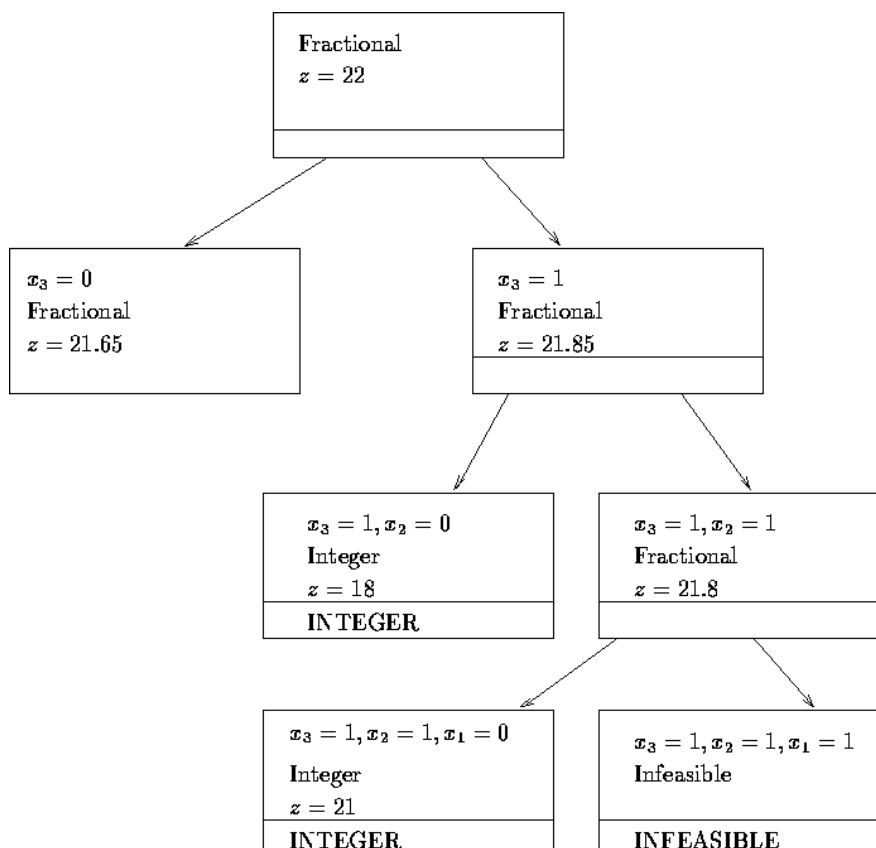 Fractional
z = 22
x₃ = 0
Fractional
z = 21.65
x₃ = 1
Fractional
z = 21.85
x₃ = 1, x₂ = 0
Integer
z = 18
INTEGER
x₃ = 1, x₂ = 1
Fractional
z = 21.8
x₃ = 1, x₂ = 1, x₁ = 0
Integer
z = 21
INTEGER
x₃ = 1, x₂ = 1, x₁ = 1
Infeasible
INFEASIBLE